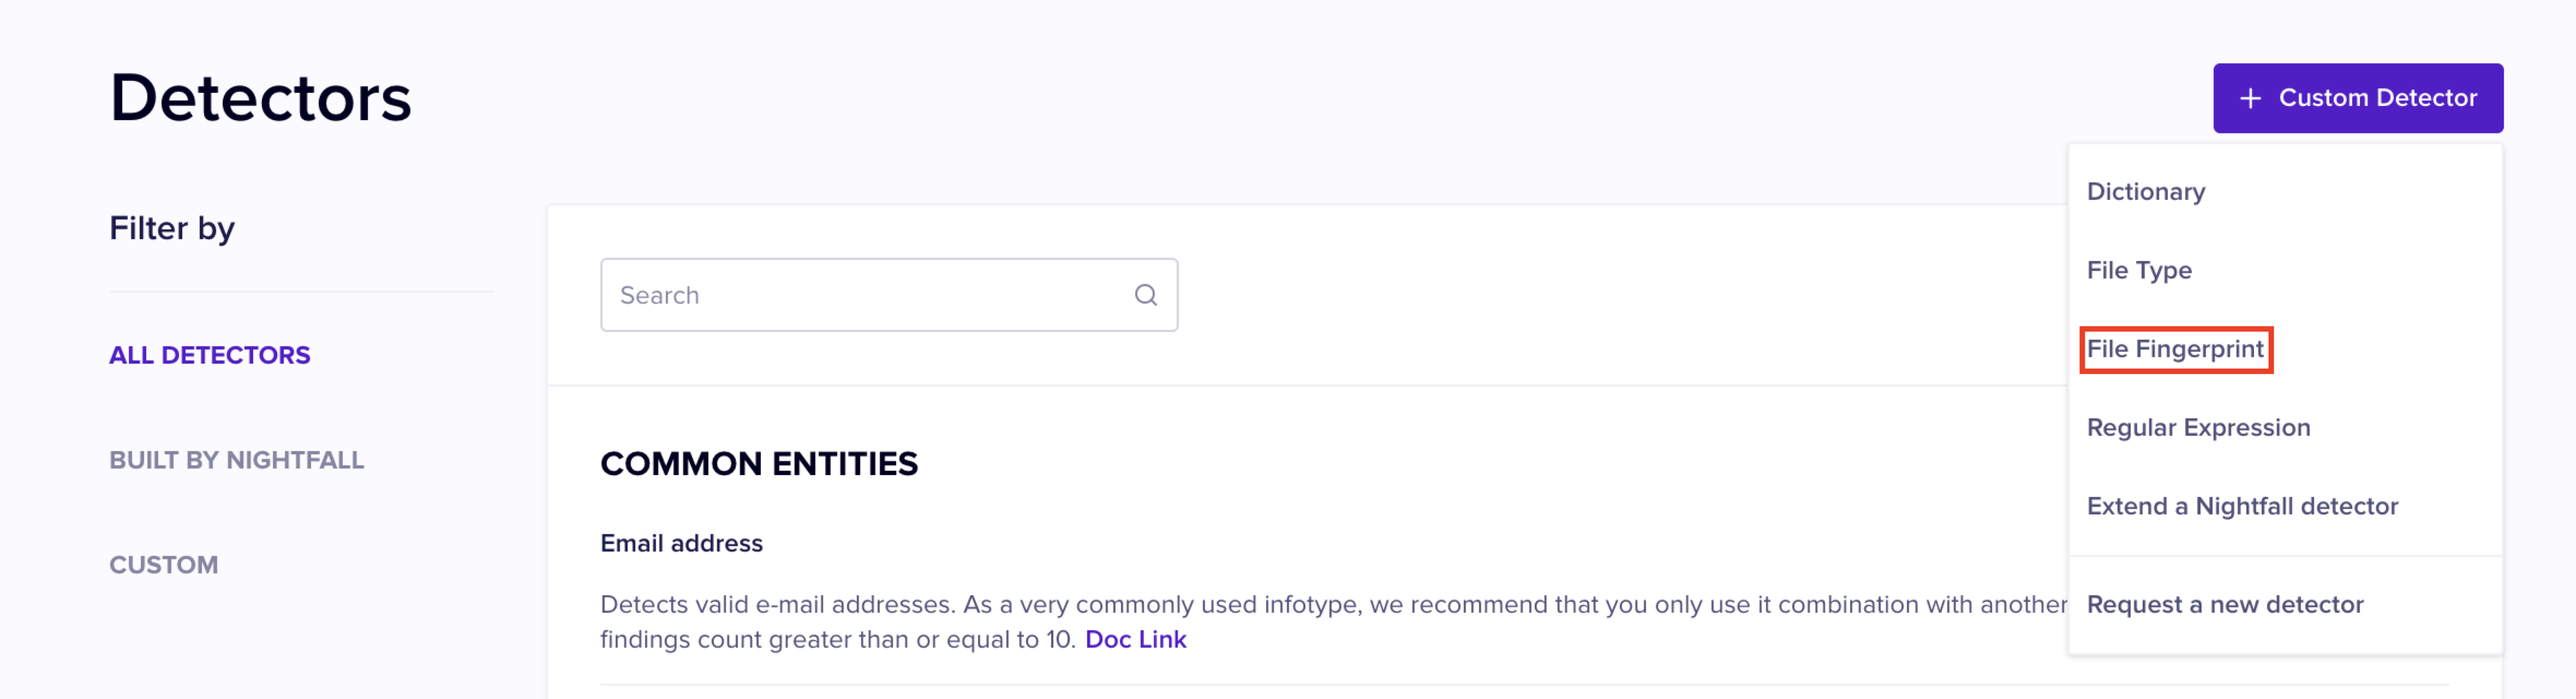 Detectors
+ Custom Detector
Dictionary
File Type
File Fingerprint
Regular Expression
Extend a Nightfall detector
Request a new detector
Filter by
ALL DETECTORS
BUILT BY NIGHTFALL
CUSTOM
Search
COMMON ENTITIES
Email address
Detects valid e-mail addresses. As a very commonly used infotype, we recommend that you only use it combination with another
findings count greater than or equal to 10. Doc Link